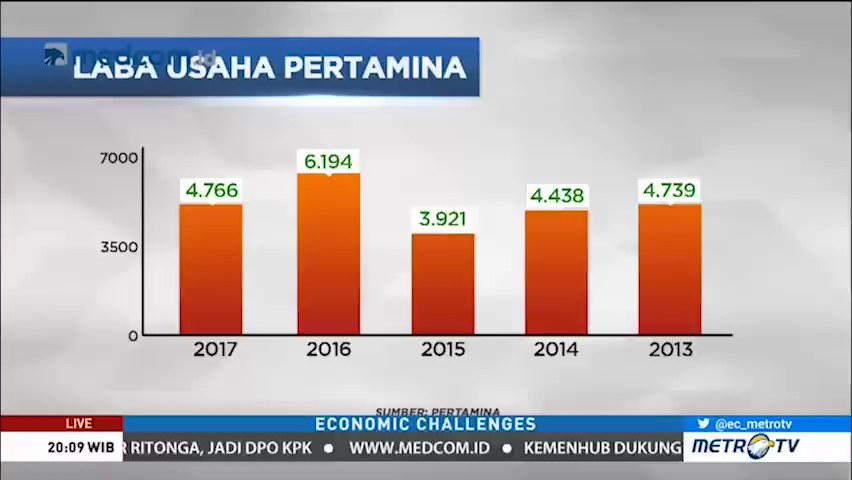 medcom.id
LABA USAHA PERTAMINA
7000
3500
0
4.766
6.194
3.921
4.438
4.739
2017
2016
2015
2014
2013
SUMBER: PERTAMINA
LIVE
ECONOMIC CHALLENGES
@ec_metrotv
20:09 WIB
R RITONGA, JADI DPO KPK • WWW.MEDCOM.ID • KEMENHUB DUKUNG
METRO TV